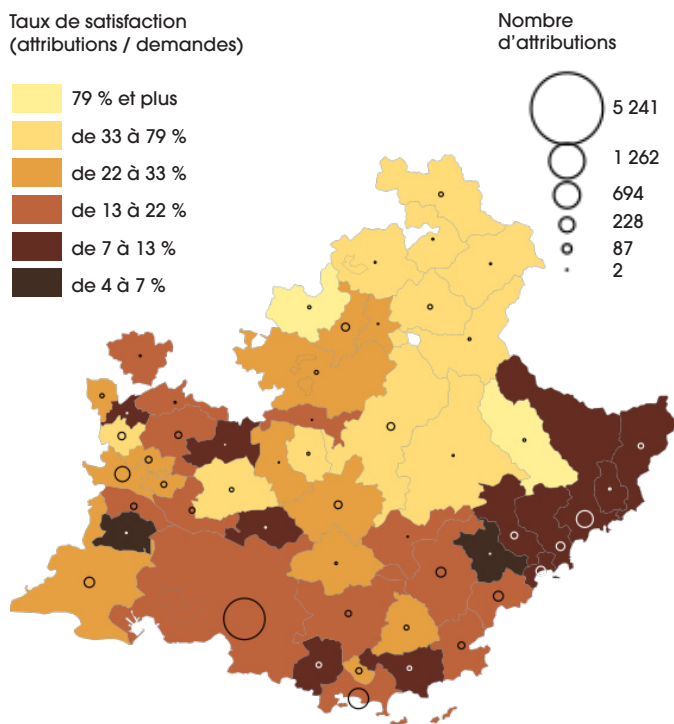 Taux de satisfaction
(attributions / demandes)
79 % et plus
de 33 à 79 %
de 22 à 33 %
de 13 à 22 %
de 7 à 13 %
de 4 à 7 %
Nombre
d’attributions
5 241
1 262
694
228
87
2